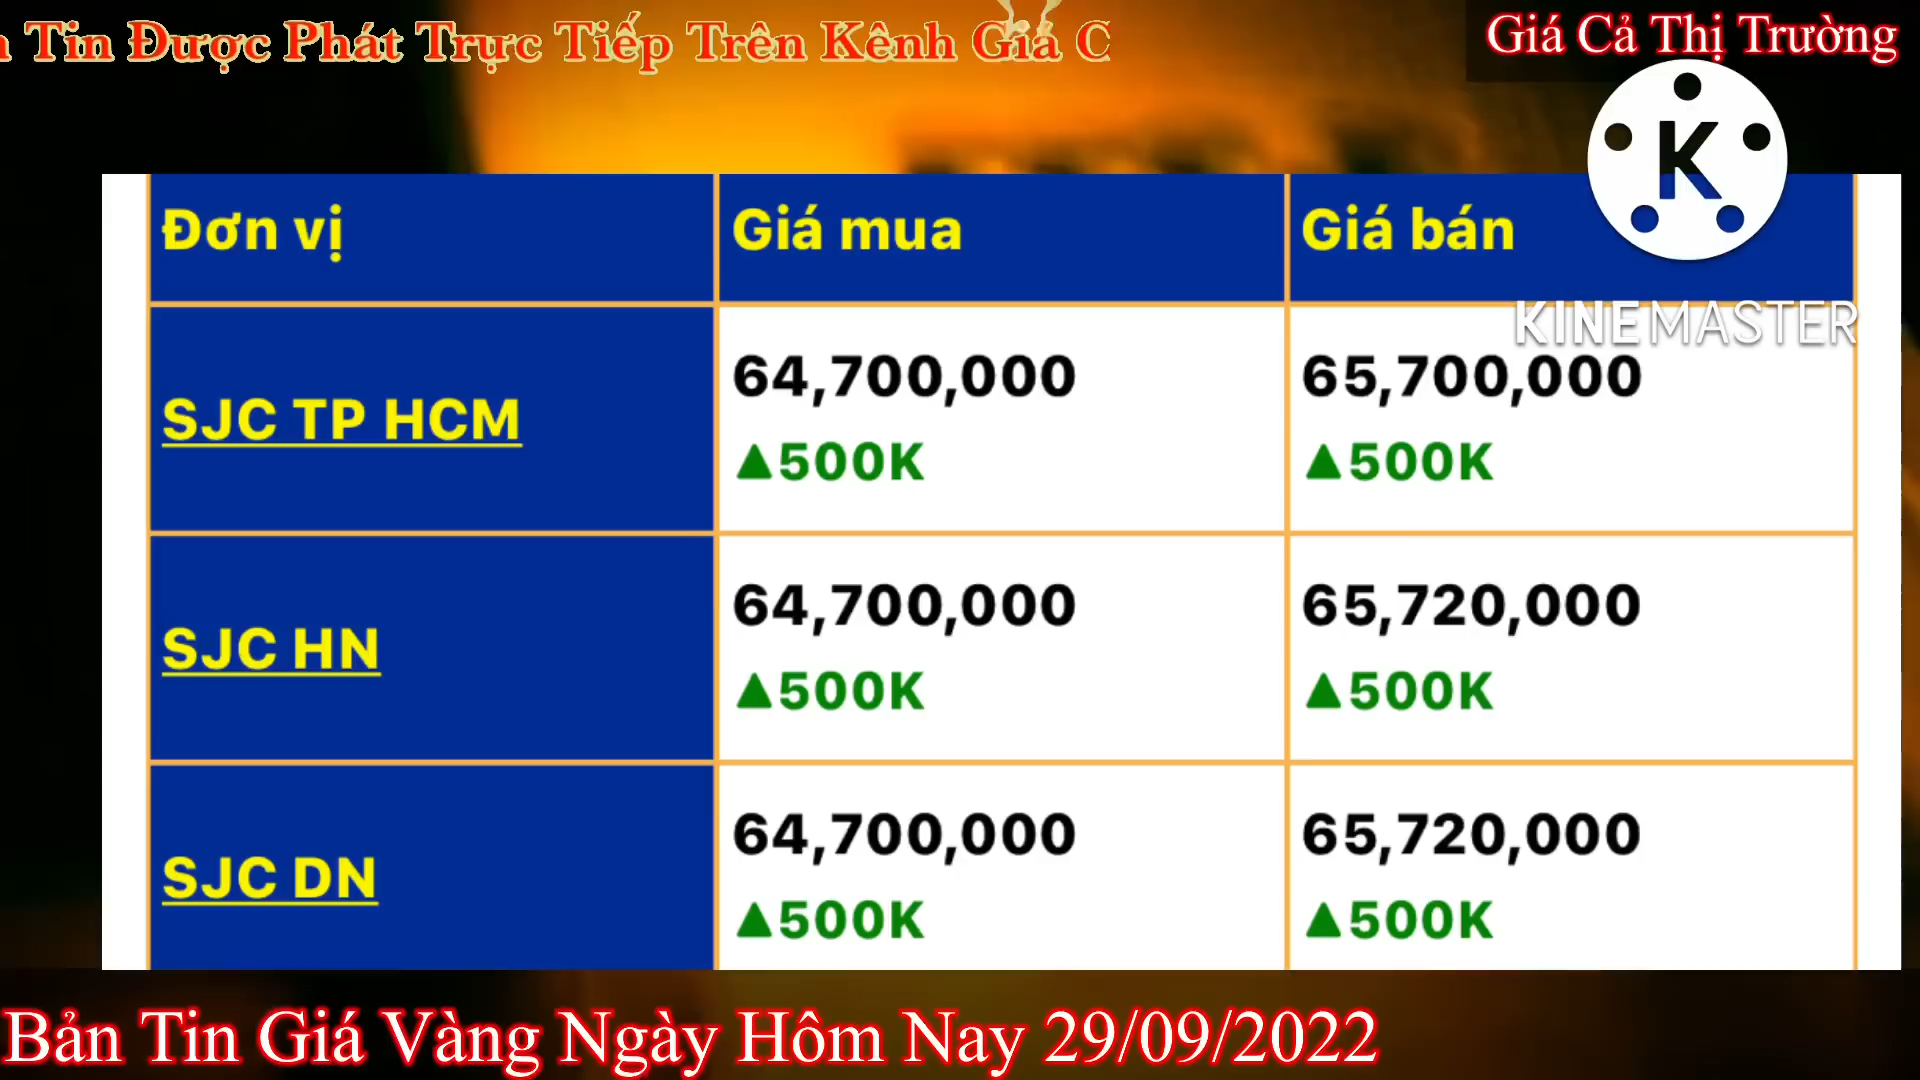 Tin Được Phát Trực Tiếp Trên Kênh Giá C
Giá Cả Thị Trường
K
KINEMASTER
Đơn vị
Giá mua
Giá bán
SJC TP HCM
64,700,000
▲500K
65,700,000
▲500K
SJC HN
64,700,000
▲500K
65,720,000
▲500K
SJC DN
64,700,000
▲500K
65,720,000
▲500K
Bản Tin Giá Vàng Ngày Hôm Nay 29/09/2022